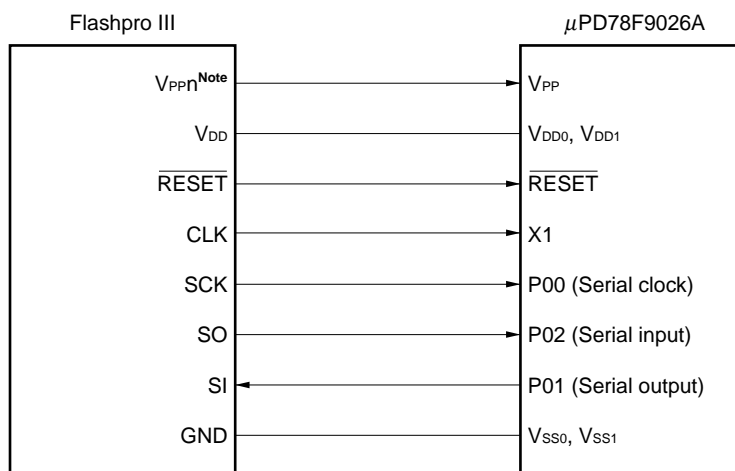 Flashpro III μPD78F9026A
VPPnNote VPP
VDD VDD0, VDD1
RESET RESET
CLK X1
SCK P00 (Serial clock)
SO P02 (Serial input)
SI P01 (Serial output)
GND VSS0, VSS1